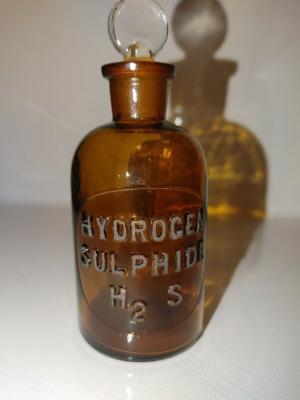 HYDROGEN
SULPHIDE
H2 S